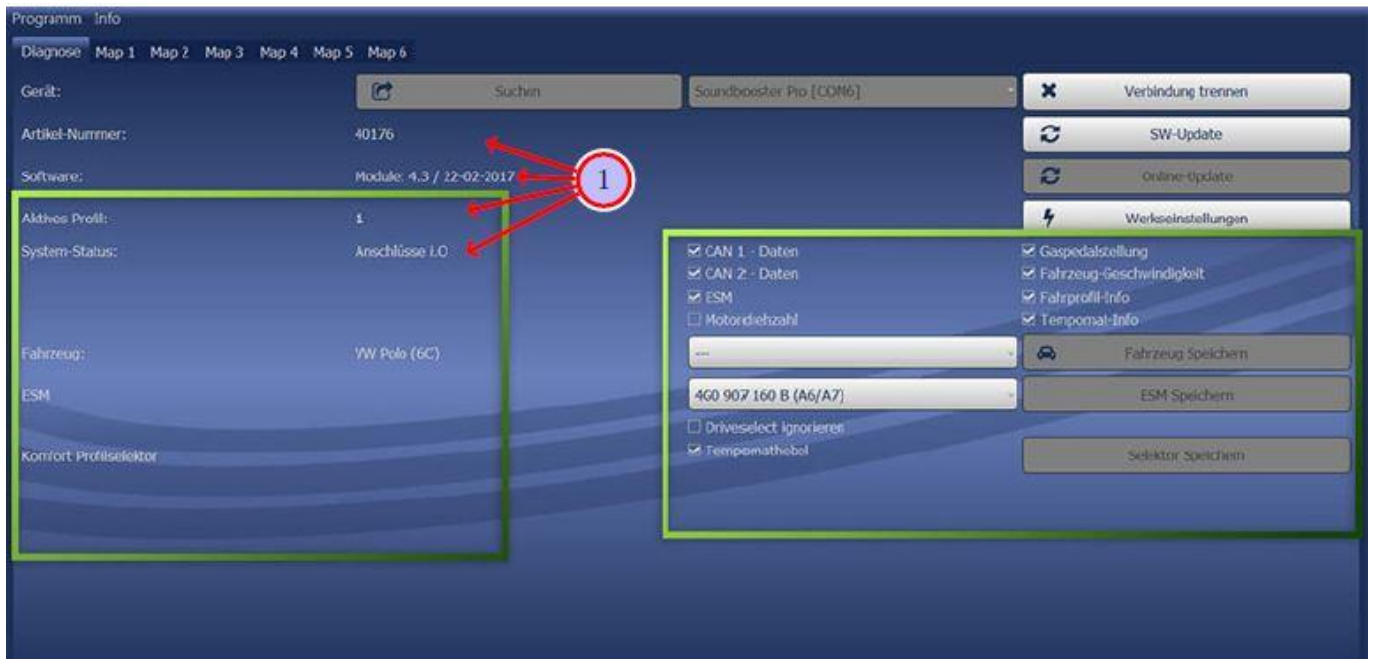 Programm Info
Diagnose Map 1 Map 2 Map 3 Map 4 Map 5 Map 6
Gerät: Suchen Soundbooster Pro [COM6] Verbindung trennen
Artikel-Nummer: 40176 SW-Update
Software: Module: 4.3 / 22-02-2017 1 Online-Update
Aktives Profil: 1 Werkseinstellungen
System-Status: Anschlüsse i.O CAN 1 - Daten Gaspedalstellung
CAN 2 - Daten Fahrzeug-Geschwindigkeit
ESM Fahrprofil-Info
Motordrehzahl Tempomat-Info
Fahrzeug: VW Polo (6C) --- Fahrzeug Speichern
ESM 4G0 907 160 B (A6/A7) ESM Speichern
Driveselect ignorieren
Komfort Profilselektor Tempomathebel Selektor Speichern